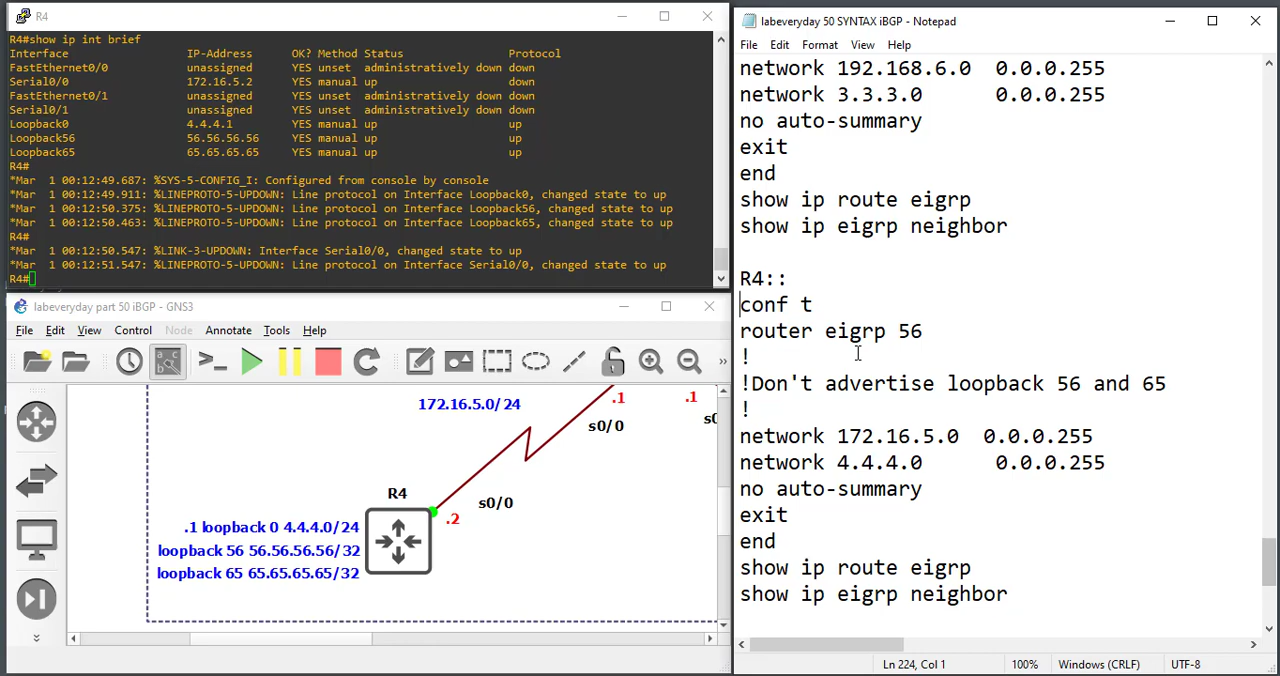 R4
R4#show ip int brief
Interface IP-Address OK? Method Status Protocol
FastEthernet0/0 unassigned YES unset administratively down down
Serial0/0 172.16.5.2 YES manual up down
FastEthernet0/1 unassigned YES unset administratively down down
Serial0/1 unassigned YES unset administratively down down
Loopback0 4.4.4.1 YES manual up up
Loopback56 56.56.56.56 YES manual up up
Loopback65 65.65.65.65 YES manual up up
R4#
*Mar 1 00:12:49.687: %SYS-5-CONFIG_I: Configured from console by console
*Mar 1 00:12:49.911: %LINEPROTO-5-UPDOWN: Line protocol on Interface Loopback0, changed state to up
*Mar 1 00:12:50.375: %LINEPROTO-5-UPDOWN: Line protocol on Interface Loopback56, changed state to up
*Mar 1 00:12:50.463: %LINEPROTO-5-UPDOWN: Line protocol on Interface Loopback65, changed state to up
R4#
*Mar 1 00:12:50.547: %LINK-3-UPDOWN: Interface Serial0/0, changed state to up
*Mar 1 00:12:51.547: %LINEPROTO-5-UPDOWN: Line protocol on Interface Serial0/0, changed state to up
R4#
labeveryday part 50 iBGP - GNS3
File Edit View Control Node Annotate Tools Help
abc
172.16.5.0/24
.1
.1
s0/0
R4
s0/0
.2
.1 loopback 0 4.4.4.0/24
loopback 56 56.56.56.56/32
loopback 65 65.65.65.65/32
labeveryday 50 SYNTAX iBGP - Notepad
File Edit Format View Help
network 192.168.6.0 0.0.0.255
network 3.3.3.0 0.0.0.255
no auto-summary
exit
end
show ip route eigrp
show ip eigrp neighbor
R4::
conf t
router eigrp 56
!
!Don't advertise loopback 56 and 65
!
network 172.16.5.0 0.0.0.255
network 4.4.4.0 0.0.0.255
no auto-summary
exit
end
show ip route eigrp
show ip eigrp neighbor
Ln 224, Col 1 100% Windows (CRLF) UTF-8